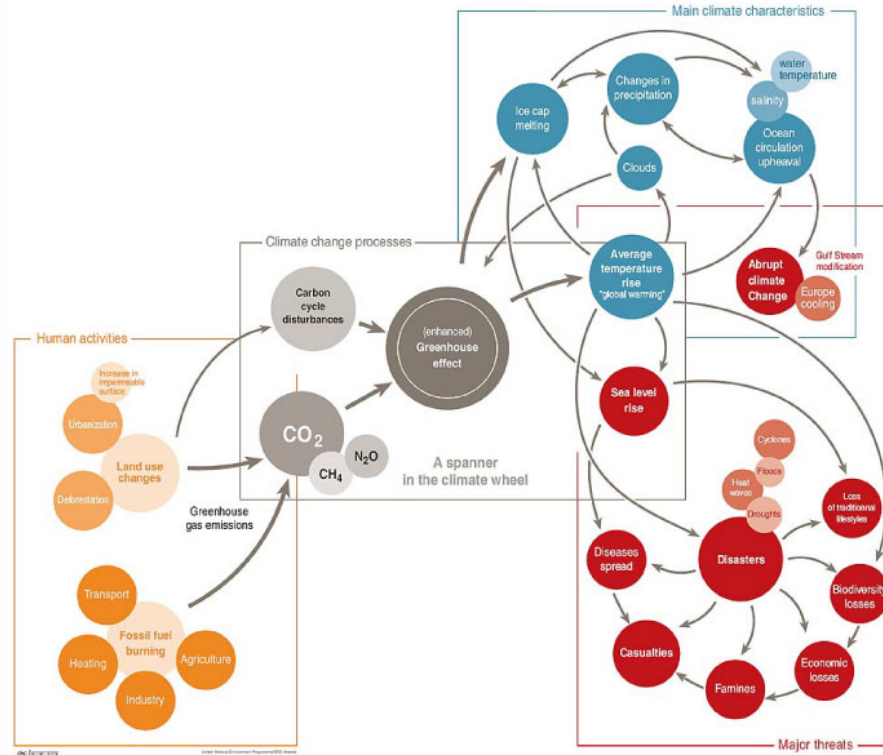 Main climate characteristics
water
temperature
salinity
Changes in
precipitation
Ice cap
melting
Ocean
circulation
upheaval
Clouds
Climate change processes
Average
temperature
rise
"global warming"
Abrupt
climate
Change
Gulf Stream
modification
Europe
cooling
Carbon
cycle
disturbances
(enhanced)
Greenhouse
effect
Human activities
Increase in
impermeable
surface
Urbanization
Land use
changes
Deforestation
CO₂
CH₄
N₂O
Sea level
rise
A spanner
in the climate wheel
Greenhouse
gas emissions
Cyclones
Floods
Heat
waves
Droughts
Loss
of traditionnal
lifestyles
Diseases
spread
Disasters
Biodiversity
losses
Transport
Fossil fuel
burning
Heating
Agriculture
Industry
Casualties
Famines
Economic
losses
Major threats